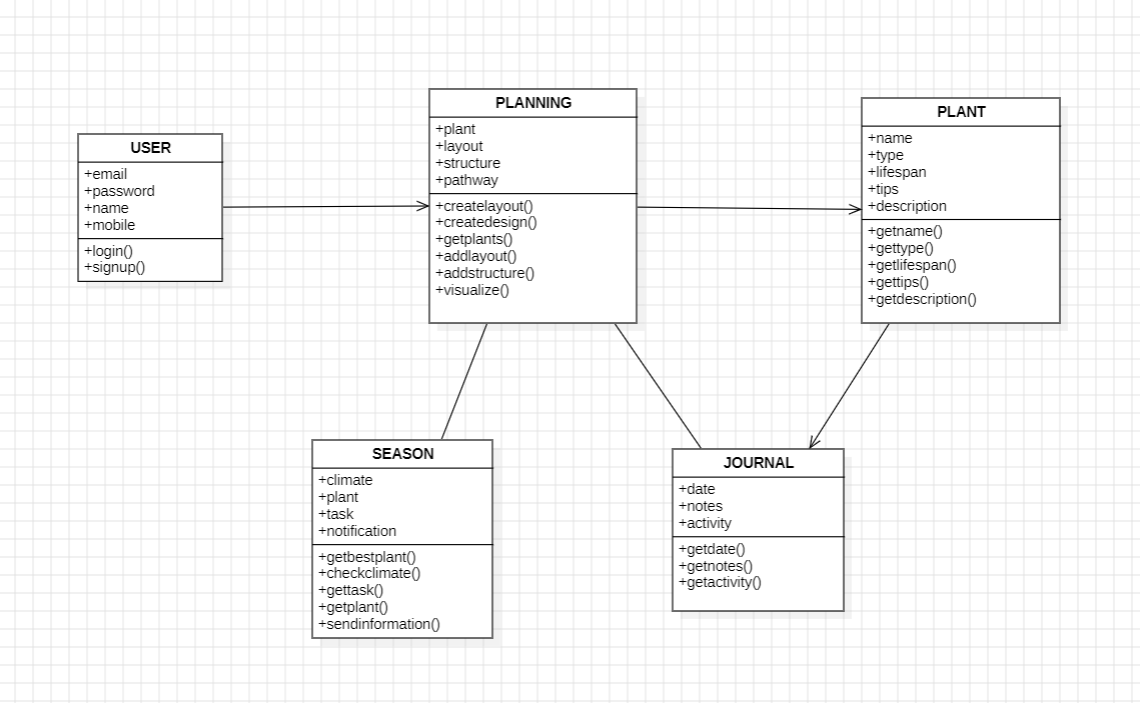 USER
+email
+password
+name
+mobile
+login()
+signup()
PLANNING
+plant
+layout
+structure
+pathway
+createlayout()
+createdesign()
+getplants()
+addlayout()
+addstructure()
+visualize()
PLANT
+name
+type
+lifespan
+tips
+description
+getname()
+gettype()
+getlifespan()
+gettips()
+getdescription()
SEASON
+climate
+plant
+task
+notification
+getbestplant()
+checkclimate()
+gettask()
+getplant()
+sendinformation()
JOURNAL
+date
+notes
+activity
+getdate()
+getnotes()
+getactivity()